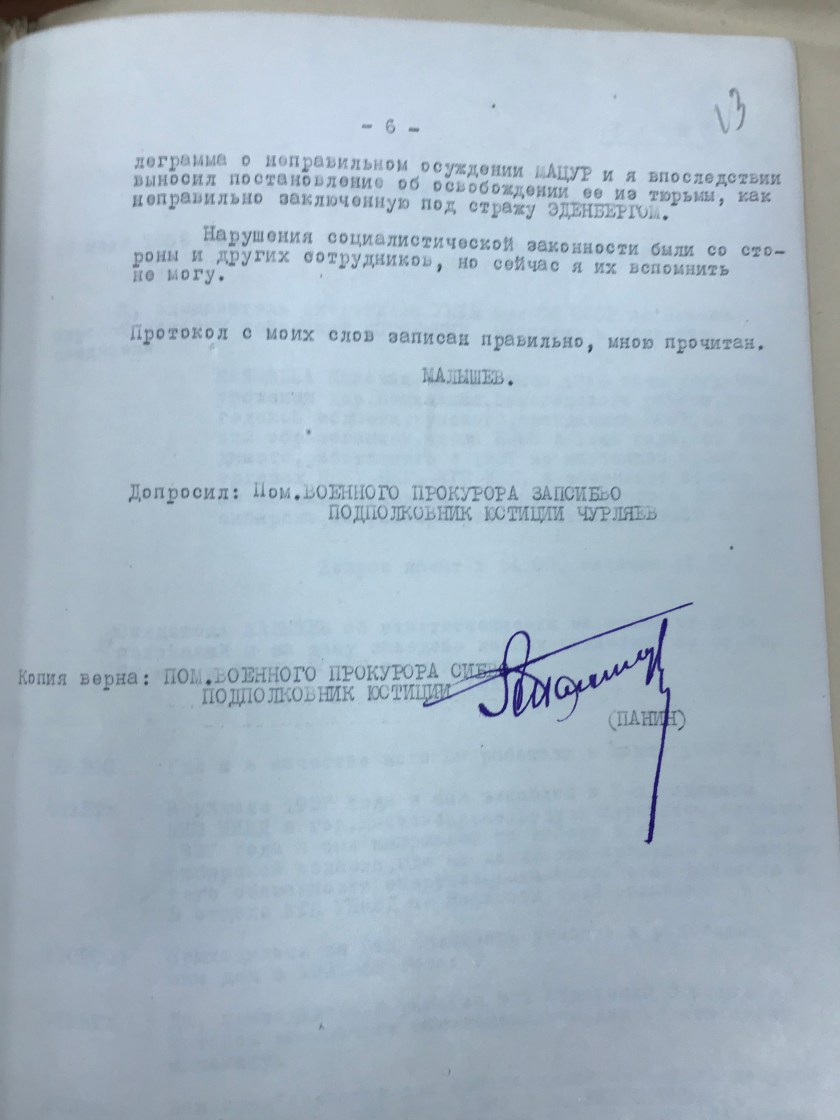 - 6 -
леграмма о неправильном осуждении МАЦУР и я впоследствии
выносил постановление об освобождении ее из тюрьмы, как
неправильно заключенную под стражу ЭДЕНБЕРГОМ.
Нарушения социалистической законности были со сто-
роны и других сотрудников, но сейчас я их вспомнить
не могу.
Протокол с моих слов записан правильно, мною прочитан.
МАЛЫШЕВ.
Допросил: Пом.ВОЕННОГО ПРОКУРОРА ЗАПСИБВО
ПОДПОЛКОВНИК ЮСТИЦИИ ЧУРЛЯЕВ
Копия верна: ПОМ.ВОЕННОГО ПРОКУРОРА СИБВО
ПОДПОЛКОВНИК ЮСТИЦИИ
(ПАНИН)